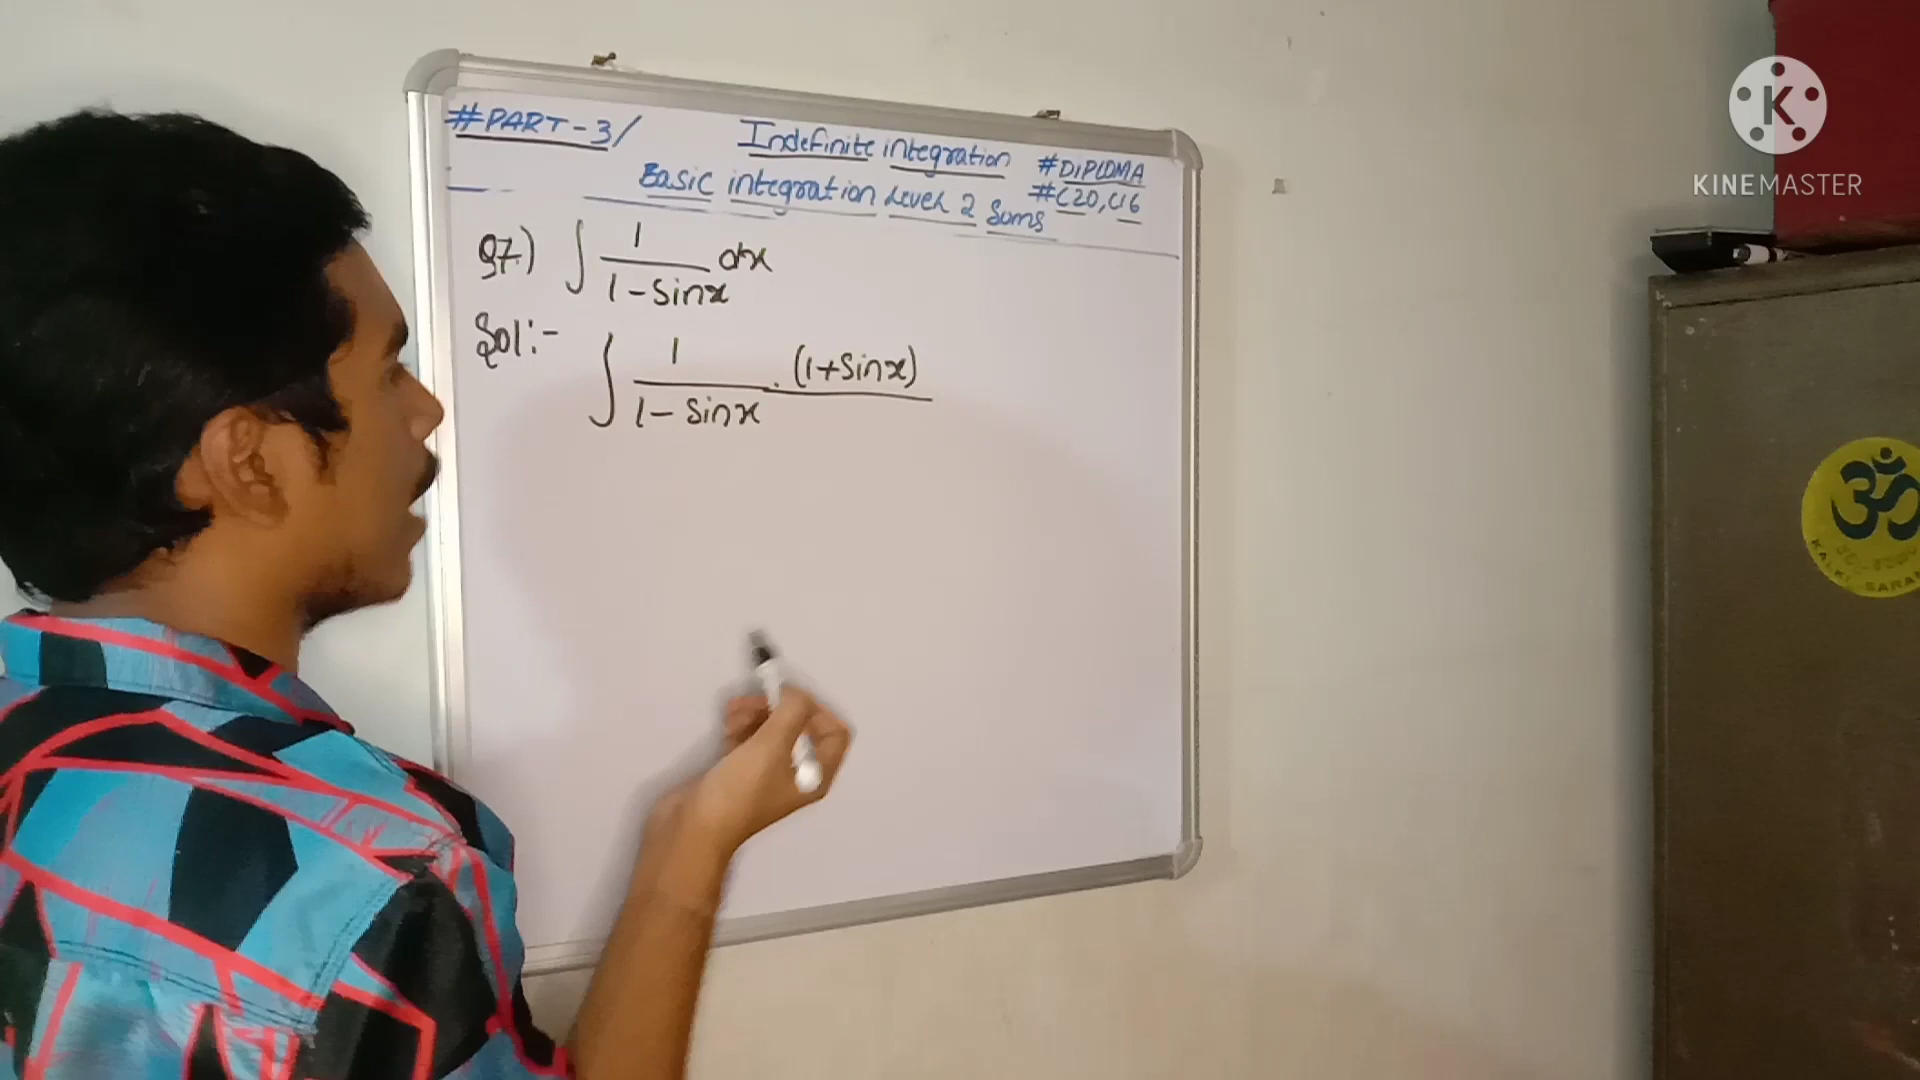 #PART-3/ Indefinite integration #DIPLOMA
Basic integration Level 2 Sums #C20, C16
Q7.) ∫ 1/(1-sinx) dx
Sol:- ∫ 1/(1-sinx) . (1+sinx)
K
KINEMASTER
ॐ
KALKI